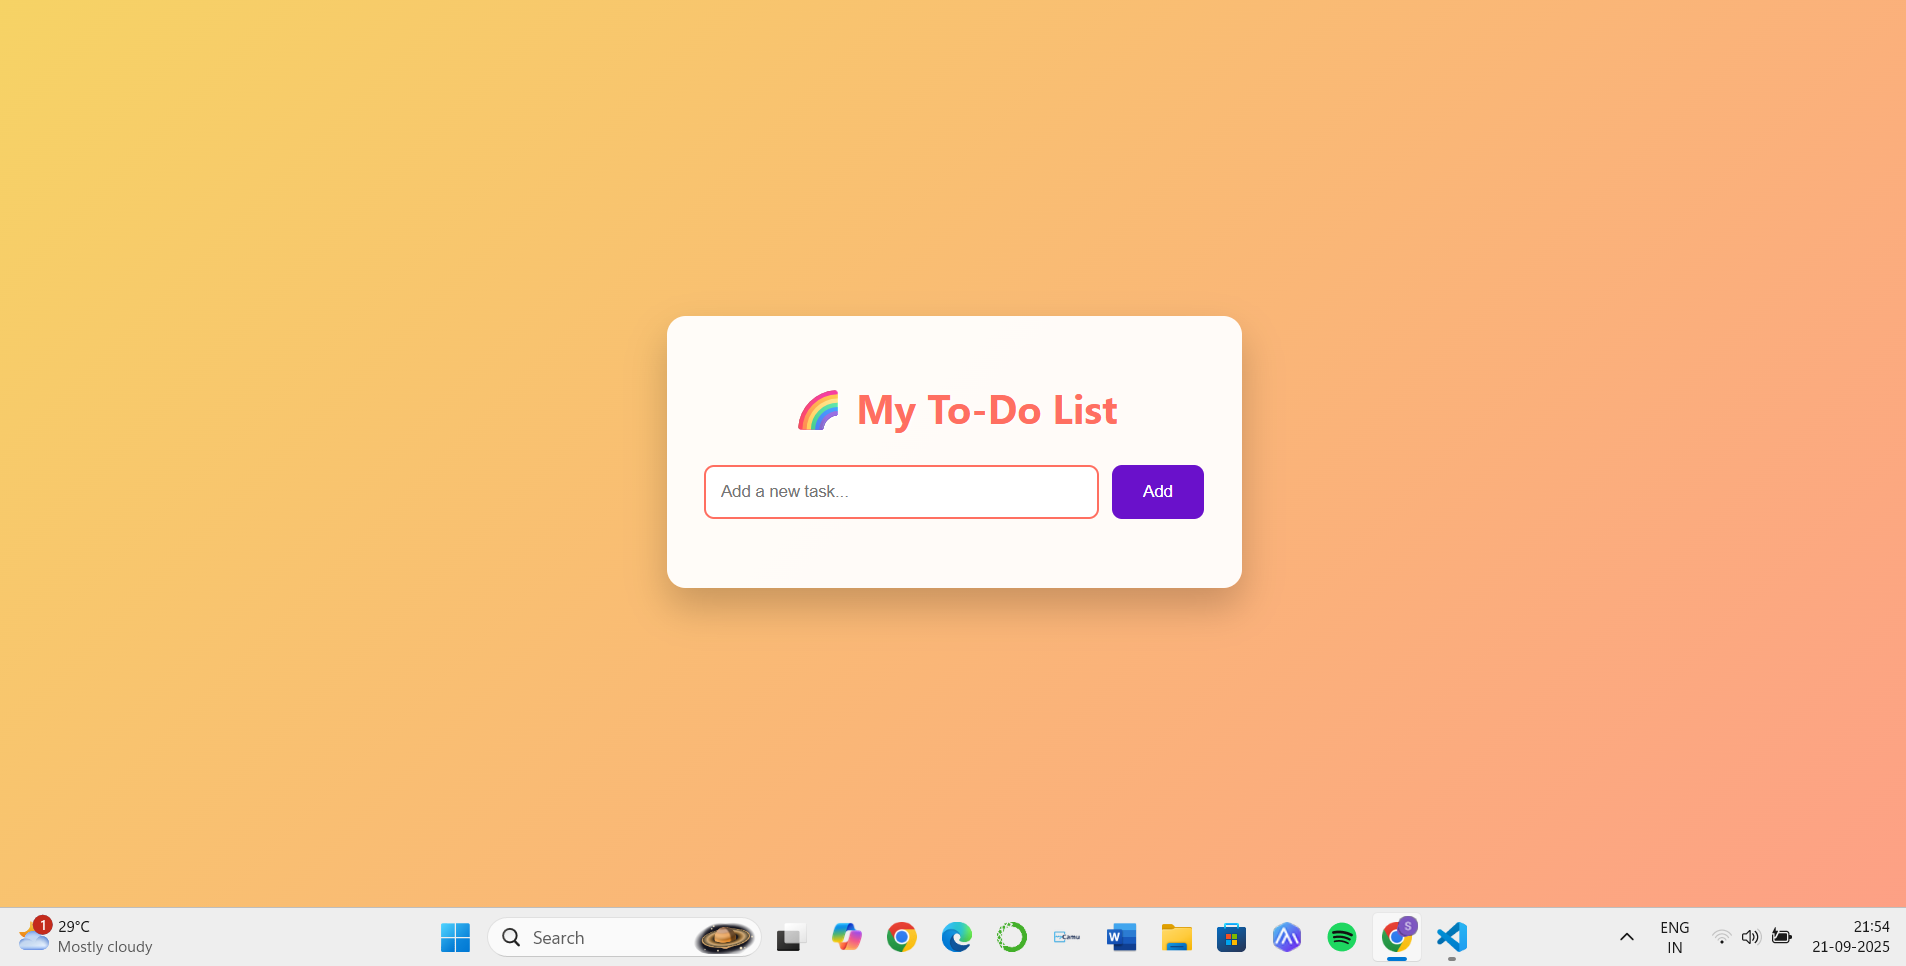 🌈 My To-Do List
Add a new task...
Add
1
29°C
Mostly cloudy
Search
Camu
W
S
ENG
IN
21:54
21-09-2025